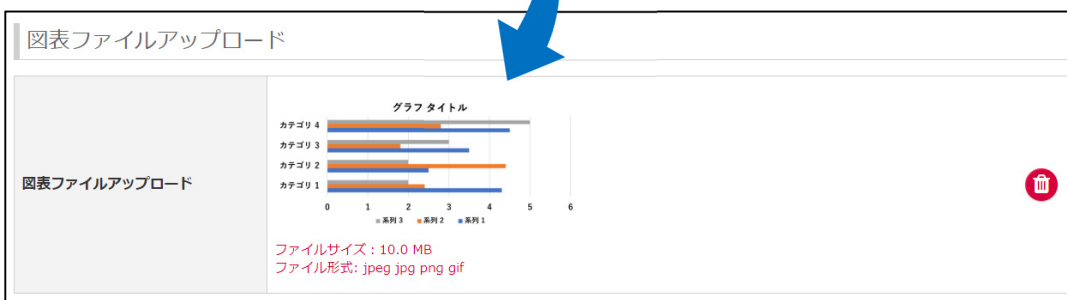 図表ファイルアップロード
図表ファイルアップロード
グラフ タイトル
カテゴリ 4
カテゴリ 3
カテゴリ 2
カテゴリ 1
0 1 2 3 4 5 6
系列 3 系列 2 系列 1
ファイルサイズ : 10.0 MB
ファイル形式: jpeg jpg png gif